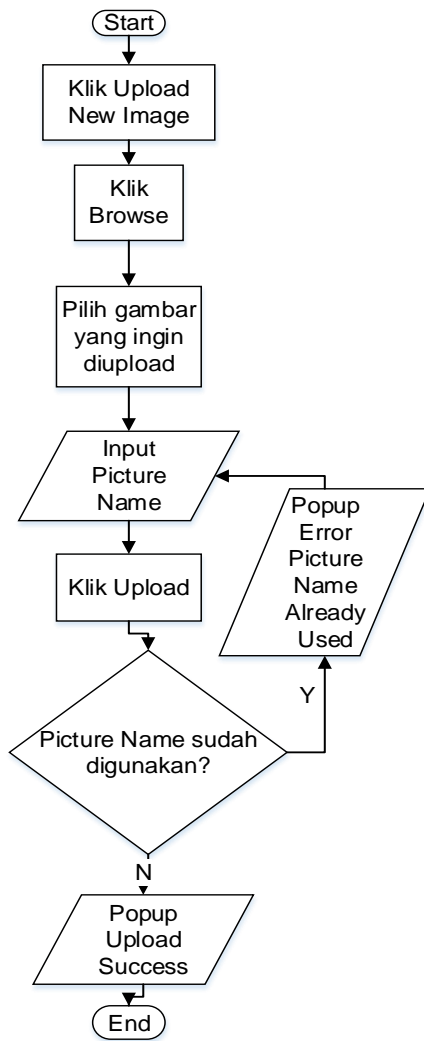 Start
Klik Upload
New Image
Klik
Browse
Pilih gambar
yang ingin
diupload
Input
Picture
Name
Popup
Error
Picture
Name
Already
Used
Klik Upload
Y
Picture Name sudah
digunakan?
N
Popup
Upload
Success
End